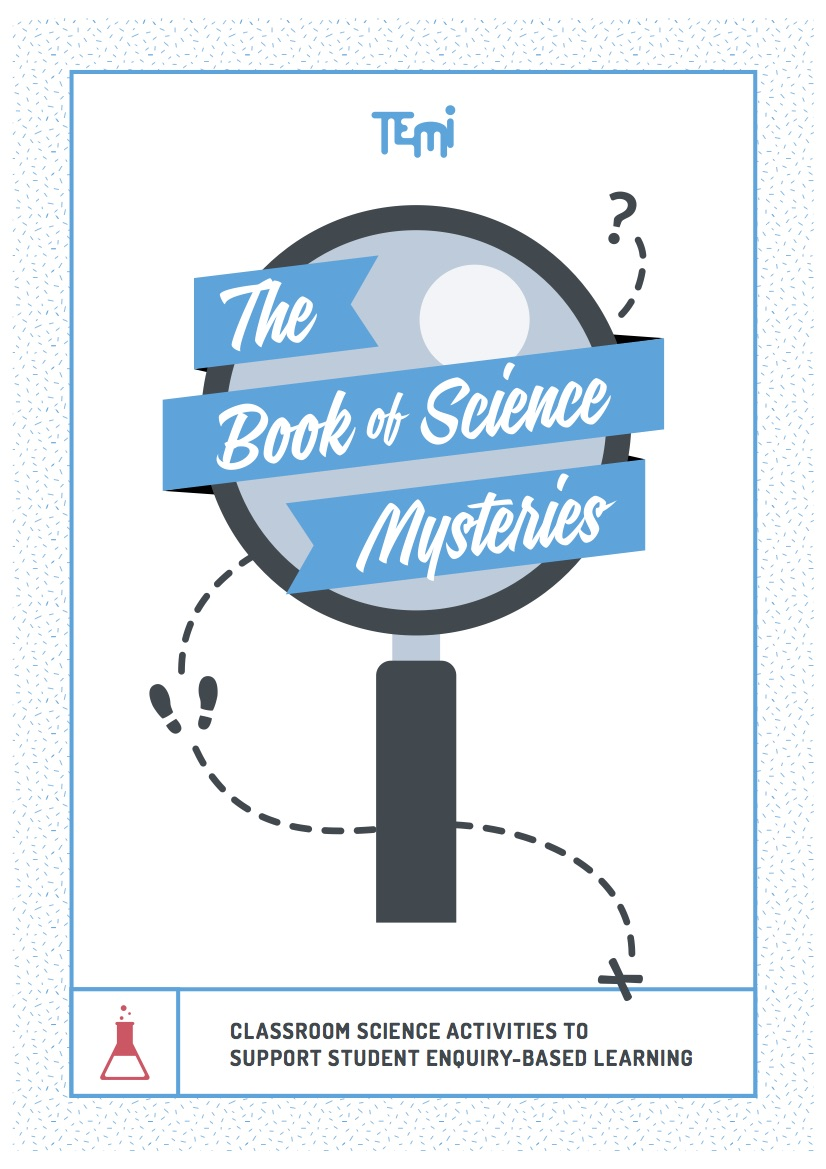 TEmi
?
The
Book of Science
Mysteries
CLASSROOM SCIENCE ACTIVITIES TO
SUPPORT STUDENT ENQUIRY-BASED LEARNING